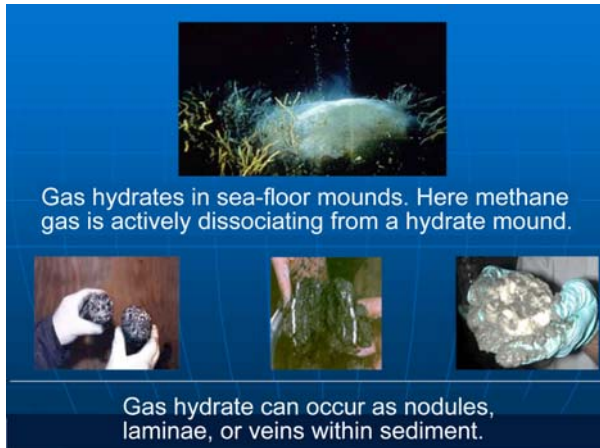 Gas hydrates in sea-floor mounds. Here methane
gas is actively dissociating from a hydrate mound.
Gas hydrate can occur as nodules,
laminae, or veins within sediment.